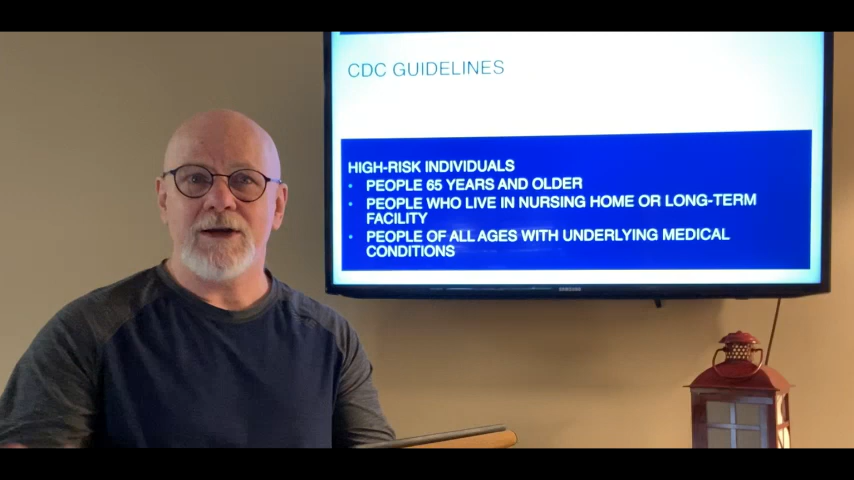 CDC GUIDELINES
HIGH-RISK INDIVIDUALS
• PEOPLE 65 YEARS AND OLDER
• PEOPLE WHO LIVE IN NURSING HOME OR LONG-TERM
FACILITY
• PEOPLE OF ALL AGES WITH UNDERLYING MEDICAL
CONDITIONS